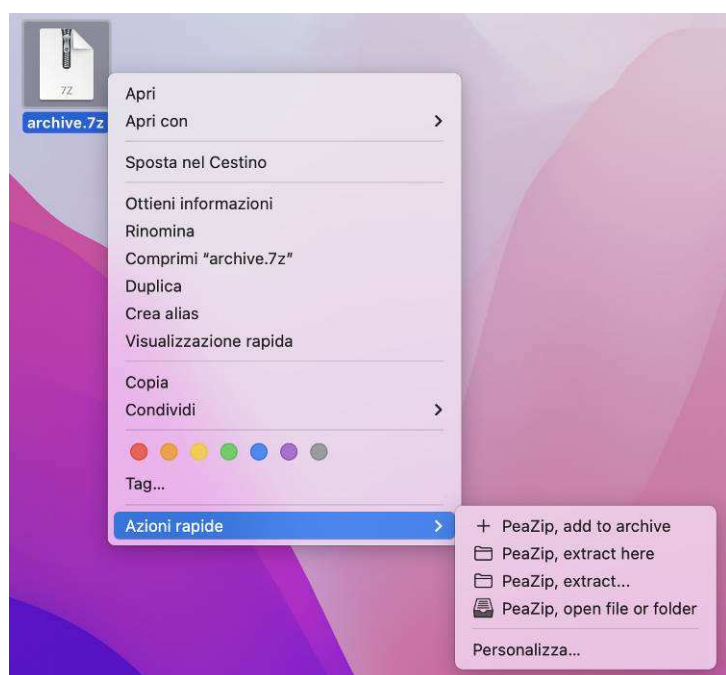 7Z
archive.7z
Apri
Apri con
Sposta nel Cestino
Ottieni informazioni
Rinomina
Comprimi “archive.7z”
Duplica
Crea alias
Visualizzazione rapida
Copia
Condividi
Tag...
Azioni rapide
PeaZip, add to archive
PeaZip, extract here
PeaZip, extract...
PeaZip, open file or folder
Personalizza...